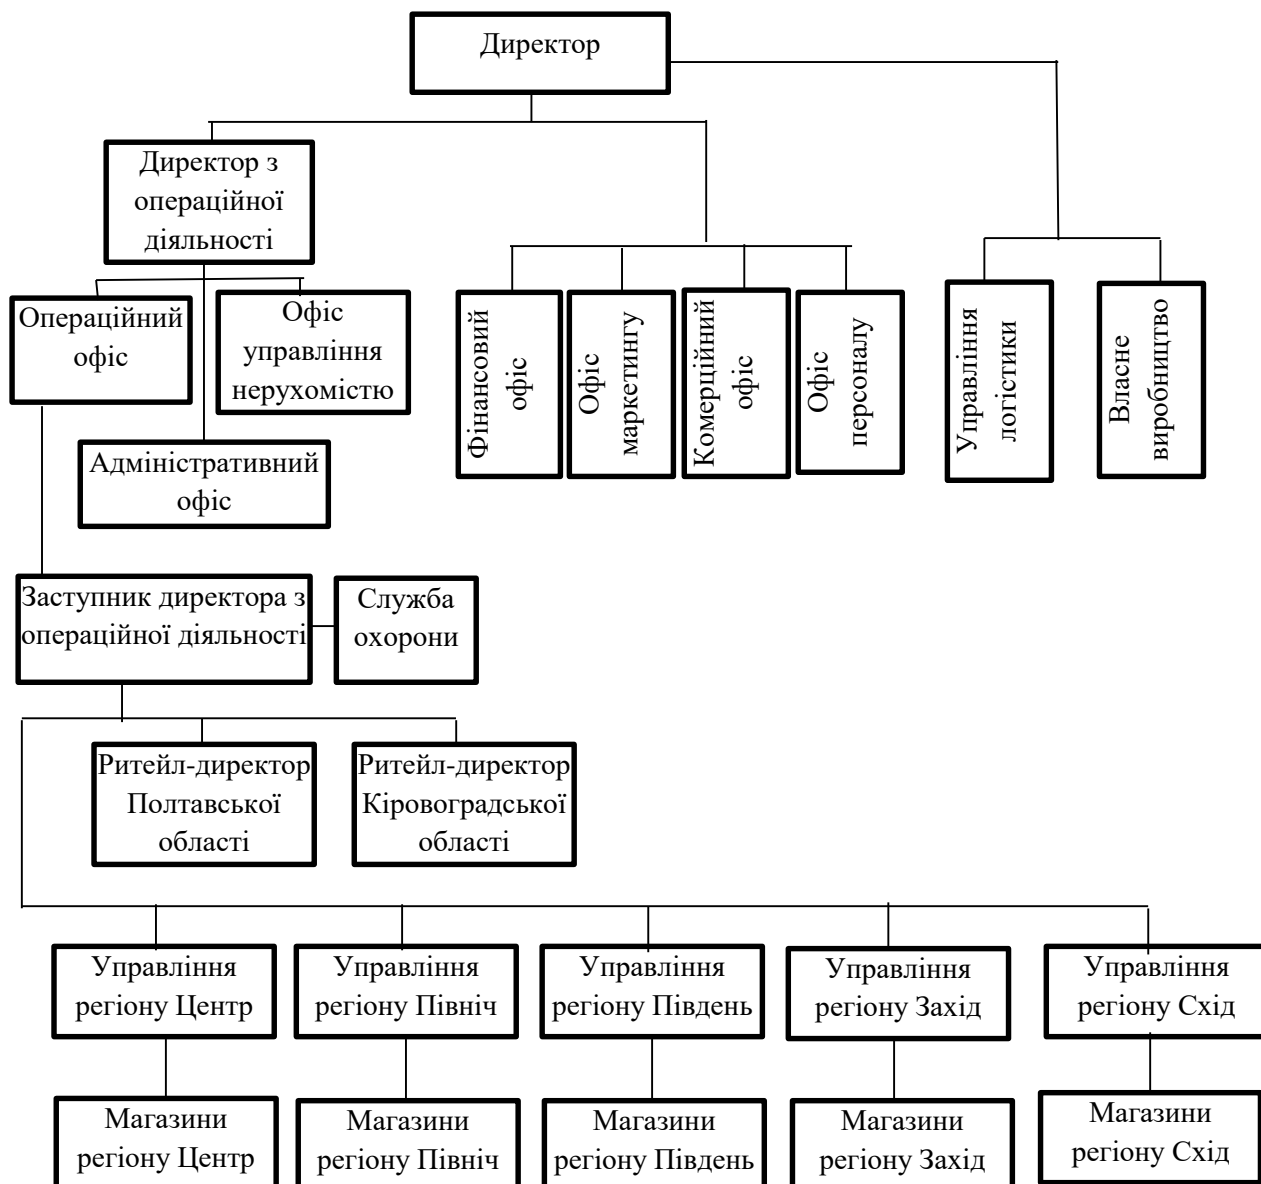 Директор
Директор з
операційної
діяльності
Операційний
офіс
Офіс
управління
нерухомістю
Адміністративний
офіс
Фінансовий
офіс
Офіс
маркетингу
Комерційний
офіс
Офіс
персоналу
Управління
логістики
Власне
виробництво
Заступник директора з
операційної діяльності
Служба
охорони
Ритейл-директор
Полтавської
області
Ритейл-директор
Кіровоградської
області
Управління
регіону Центр
Управління
регіону Північ
Управління
регіону Південь
Управління
регіону Захід
Управління
регіону Схід
Магазини
регіону Центр
Магазини
регіону Північ
Магазини
регіону Південь
Магазини
регіону Захід
Магазини
регіону Схід